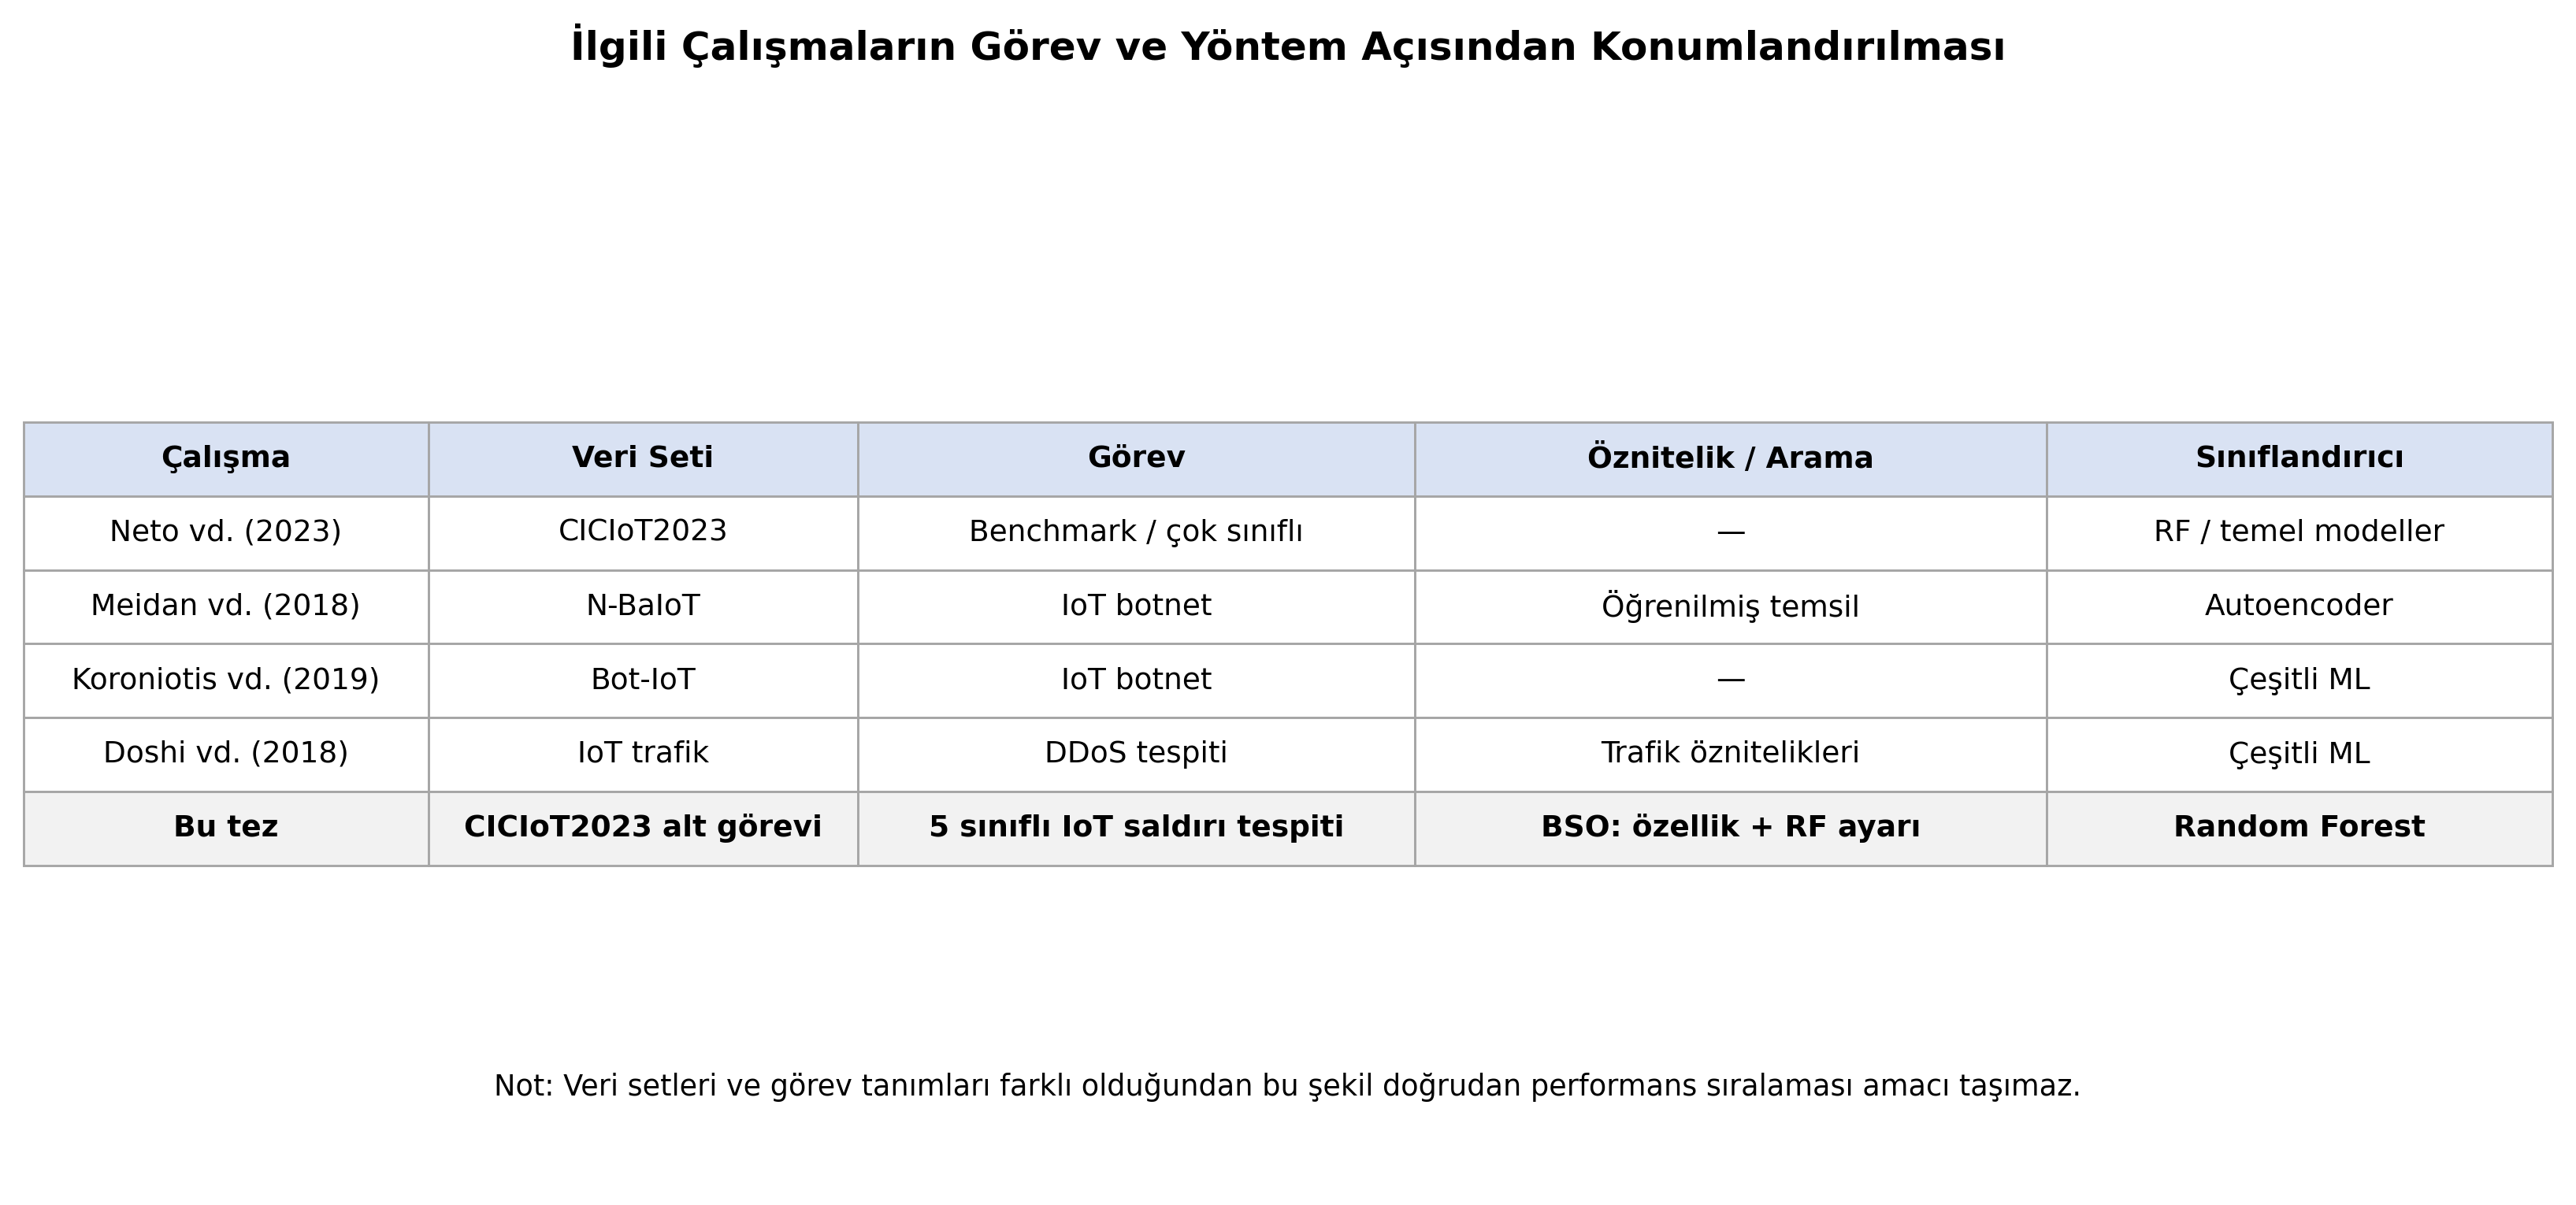 İlgili Çalışmaların Görev ve Yöntem Açısından Konumlandırılması
Çalışma Veri Seti Görev Öznitelik / Arama Sınıflandırıcı
Neto vd. (2023) CICIoT2023 Benchmark / çok sınıflı — RF / temel modeller
Meidan vd. (2018) N-BaIoT IoT botnet Öğrenilmiş temsil Autoencoder
Koroniotis vd. (2019) Bot-IoT IoT botnet — Çeşitli ML
Doshi vd. (2018) IoT trafik DDoS tespiti Trafik öznitelikleri Çeşitli ML
Bu tez CICIoT2023 alt görevi 5 sınıflı IoT saldırı tespiti BSO: özellik + RF ayarı Random Forest
Not: Veri setleri ve görev tanımları farklı olduğundan bu şekil doğrudan performans sıralaması amacı taşımaz.